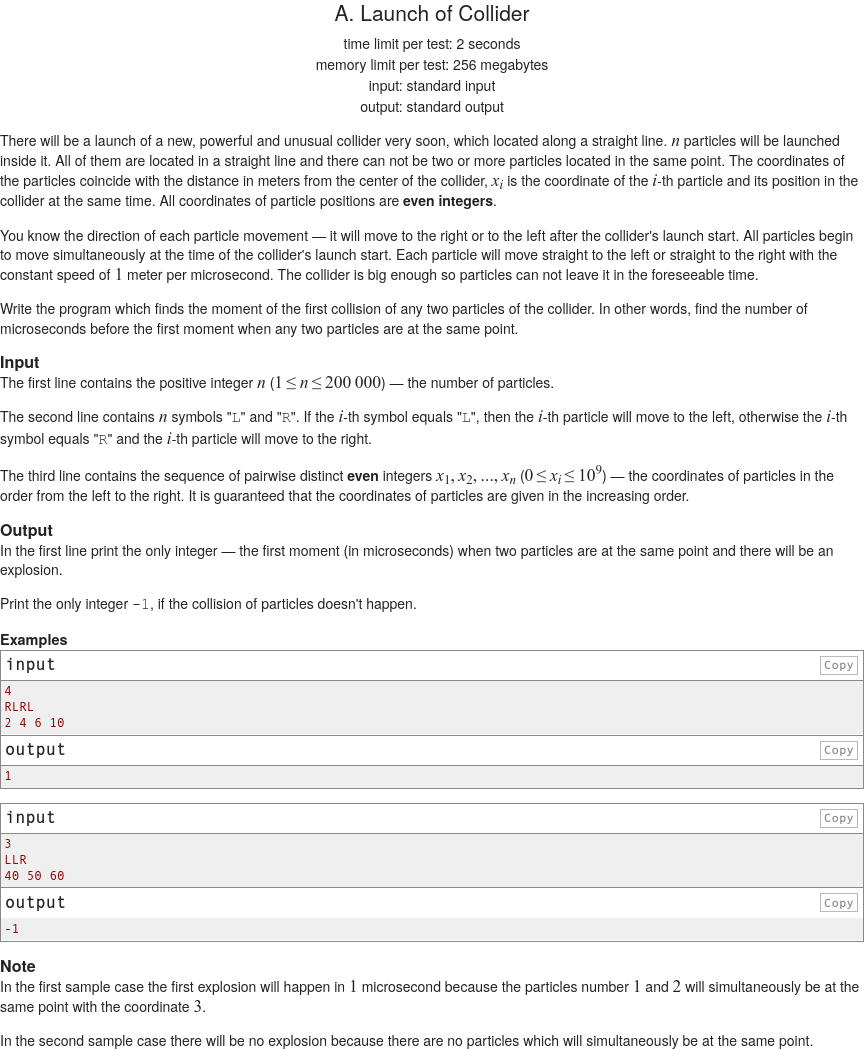 A. Launch of Collider
time limit per test: 2 seconds
memory limit per test: 256 megabytes
input: standard input
output: standard output
There will be a launch of a new, powerful and unusual collider very soon, which located along a straight line. n particles will be launched
inside it. All of them are located in a straight line and there can not be two or more particles located in the same point. The coordinates of
the particles coincide with the distance in meters from the center of the collider, xi is the coordinate of the i-th particle and its position in the
collider at the same time. All coordinates of particle positions are even integers.
You know the direction of each particle movement — it will move to the right or to the left after the collider's launch start. All particles begin
to move simultaneously at the time of the collider's launch start. Each particle will move straight to the left or straight to the right with the
constant speed of 1 meter per microsecond. The collider is big enough so particles can not leave it in the foreseeable time.
Write the program which finds the moment of the first collision of any two particles of the collider. In other words, find the number of
microseconds before the first moment when any two particles are at the same point.
Input
The first line contains the positive integer n (1 ≤ n ≤ 200 000) — the number of particles.
The second line contains n symbols "L" and "R". If the i-th symbol equals "L", then the i-th particle will move to the left, otherwise the i-th
symbol equals "R" and the i-th particle will move to the right.
The third line contains the sequence of pairwise distinct even integers x1, x2, ..., xn (0 ≤ xi ≤ 10^9) — the coordinates of particles in the
order from the left to the right. It is guaranteed that the coordinates of particles are given in the increasing order.
Output
In the first line print the only integer — the first moment (in microseconds) when two particles are at the same point and there will be an
explosion.
Print the only integer -1, if the collision of particles doesn't happen.
Examples
input Copy
4
RLRL
2 4 6 10
output Copy
1
input Copy
3
LLR
40 50 60
output Copy
-1
Note
In the first sample case the first explosion will happen in 1 microsecond because the particles number 1 and 2 will simultaneously be at the
same point with the coordinate 3.
In the second sample case there will be no explosion because there are no particles which will simultaneously be at the same point.